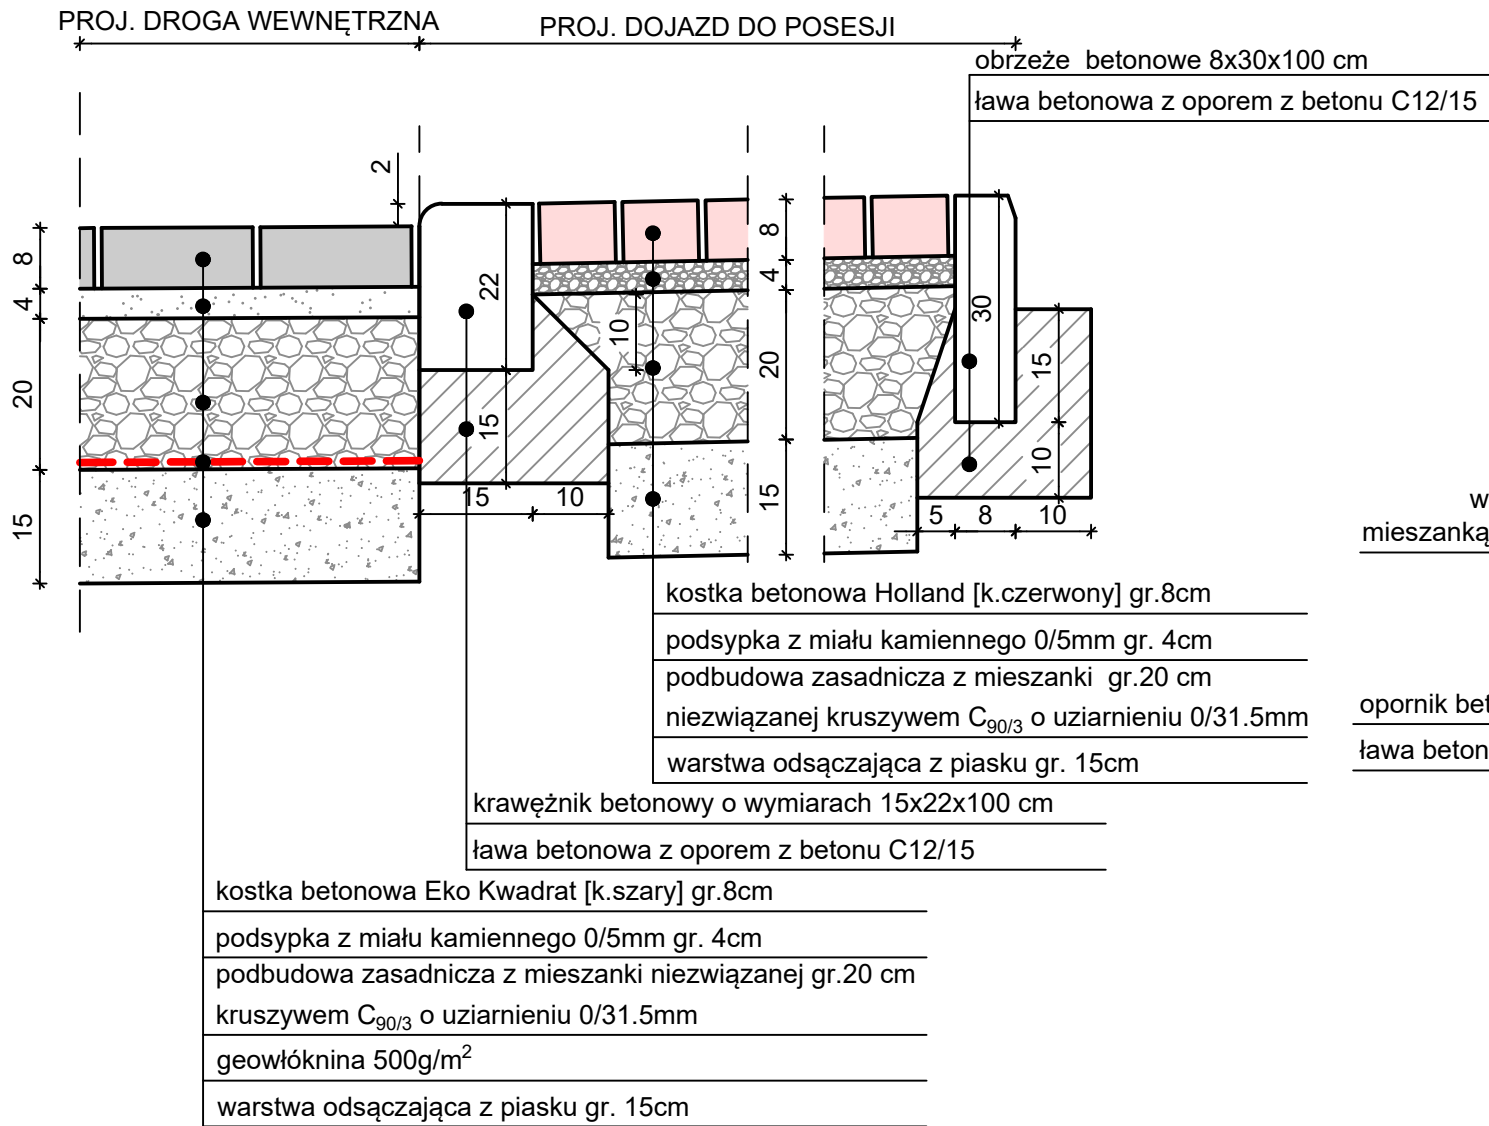 PROJ. DROGA WEWNĘTRZNA
PROJ. DOJAZD DO POSESJI
obrzeże betonowe 8x30x100 cm
ława betonowa z oporem z betonu C12/15
2
8
4
20
15
22
15
15
10
10
8
4
20
15
30
15
10
5
8
10
w
mieszanką
kostka betonowa Holland [k.czerwony] gr.8cm
podsypka z miału kamiennego 0/5mm gr. 4cm
podbudowa zasadnicza z mieszanki gr.20 cm
niezwiązanej kruszywem C90/3 o uziarnieniu 0/31.5mm
warstwa odsączająca z piasku gr. 15cm
opornik bet
ława beton
krawężnik betonowy o wymiarach 15x22x100 cm
ława betonowa z oporem z betonu C12/15
kostka betonowa Eko Kwadrat [k.szary] gr.8cm
podsypka z miału kamiennego 0/5mm gr. 4cm
podbudowa zasadnicza z mieszanki niezwiązanej gr.20 cm
kruszywem C90/3 o uziarnieniu 0/31.5mm
geowłóknina 500g/m²
warstwa odsączająca z piasku gr. 15cm